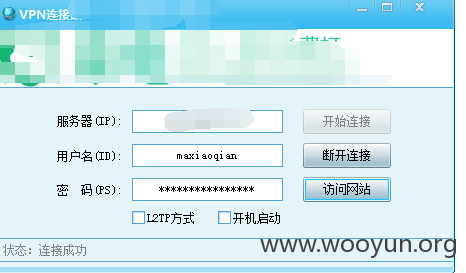 VPN连接器
服务器(IP):
开始连接
用户名(ID):
maxiaoqian
断开连接
密 码(PS):
****************
访问网站
L2TP方式
开机启动
www.wooyun.org
状态：连接成功